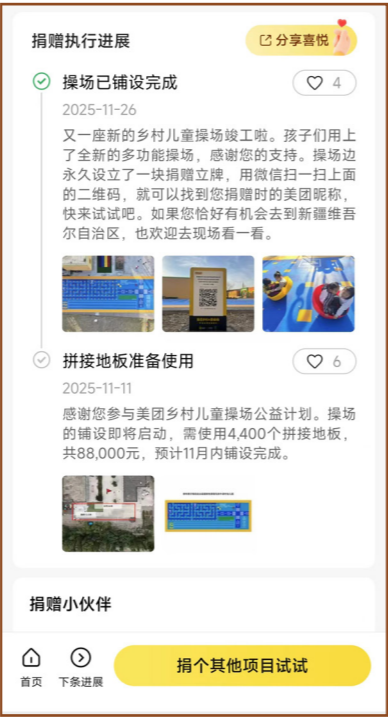 捐赠执行进展
分享喜悦
操场已铺设完成
4
2025-11-26
又一座新的乡村儿童操场竣工啦。孩子们用上
了全新的多功能操场，感谢您的支持。操场边
永久设立了一块捐赠立牌，用微信扫一扫上面
的二维码，就可以找到您捐赠时的美团昵称，
快来试试吧。如果您恰好有机会去到新疆维吾
尔自治区，也欢迎去现场看一看。
拼接地板准备使用
6
2025-11-11
感谢您参与美团乡村儿童操场公益计划。操场
的铺设即将启动，需使用4,400个拼接地板，
共88,000元，预计11月内铺设完成。
捐赠小伙伴
首页
下条进展
捐个其他项目试试